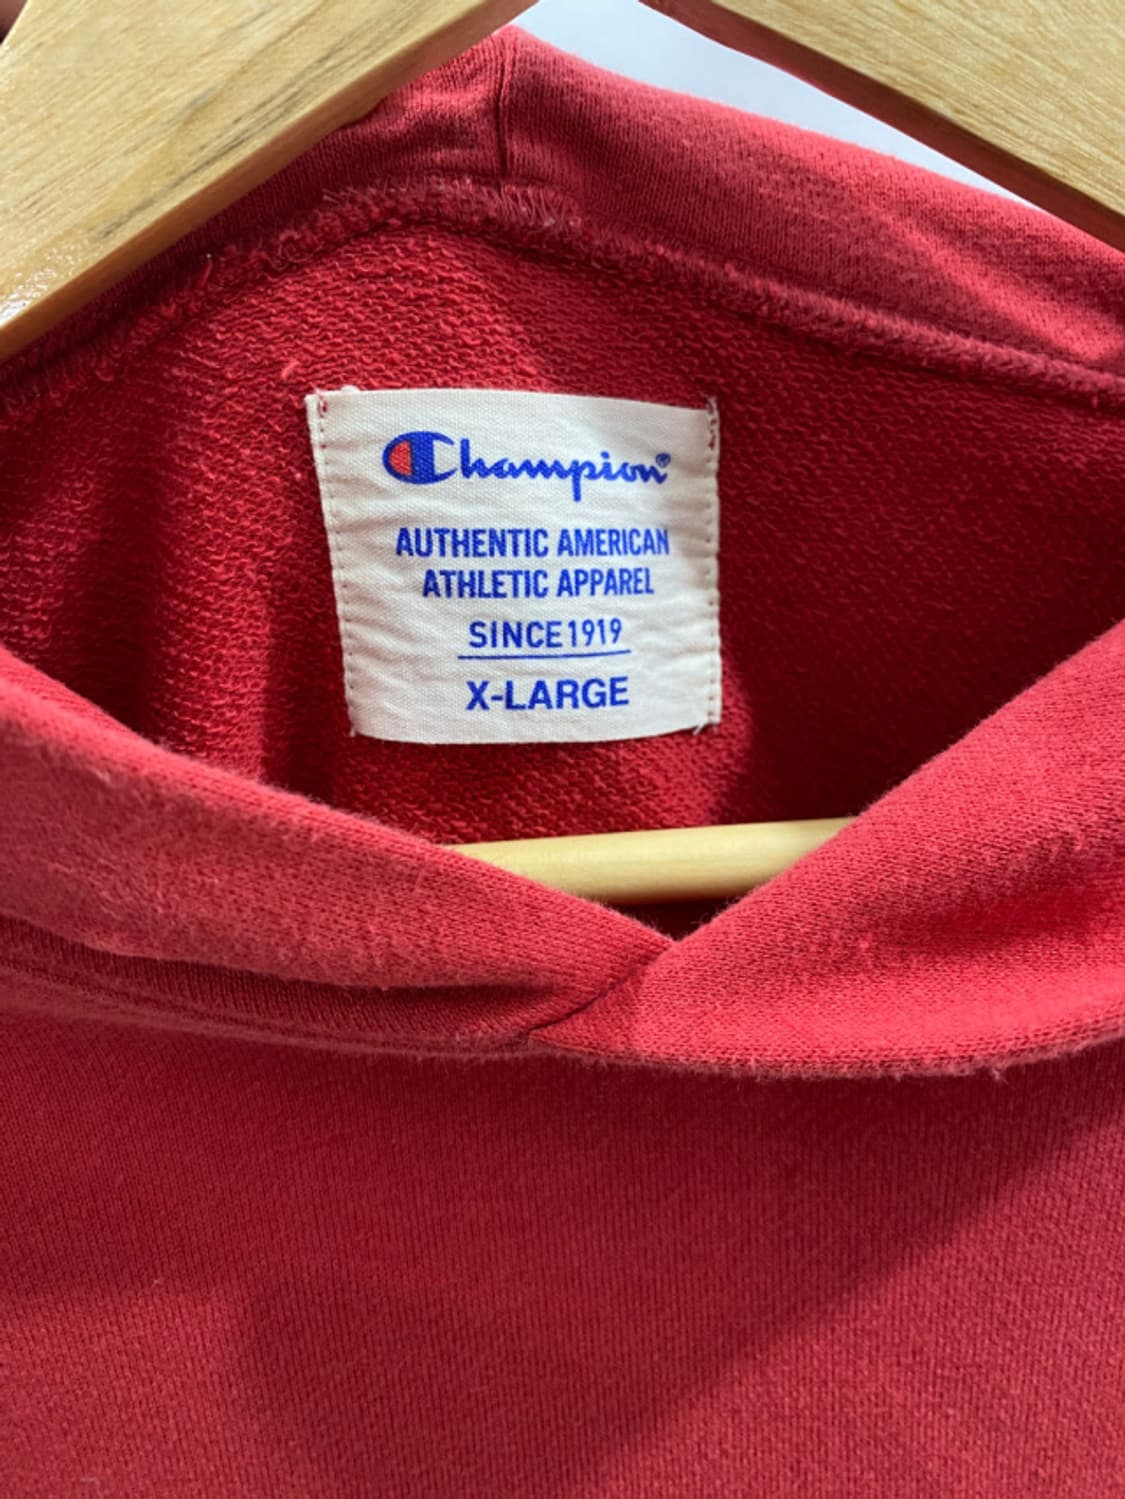 Champion®
AUTHENTIC AMERICAN
ATHLETIC APPAREL
SINCE 1919
X-LARGE